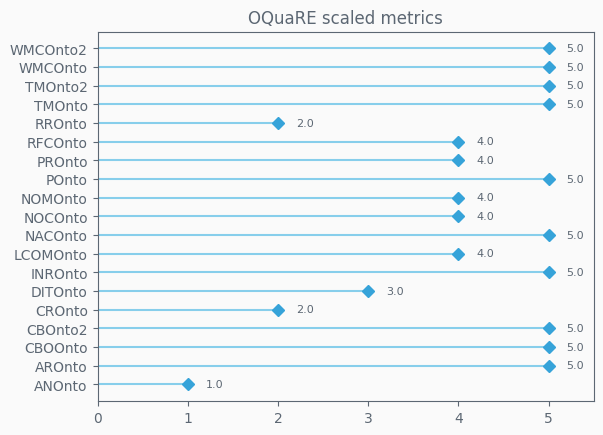 OQuaRE scaled metrics
WMCOnto2 5.0
WMCOnto 5.0
TMOnto2 5.0
TMOnto 5.0
RROnto 2.0
RFCOnto 4.0
PROnto 4.0
POnto 5.0
NOMOnto 4.0
NOCOnto 4.0
NACOnto 5.0
LCOMOnto 4.0
INROnto 5.0
DITOnto 3.0
CROnto 2.0
CBOnto2 5.0
CBOOnto 5.0
AROnto 5.0
ANOnto 1.0
0 1 2 3 4 5